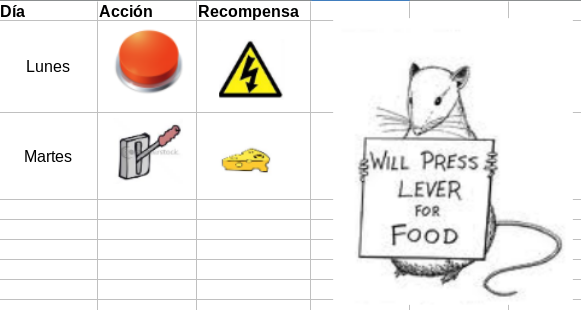 Día Acción Recompensa
Lunes
Martes
WILL PRESS
LEVER
FOR
FOOD